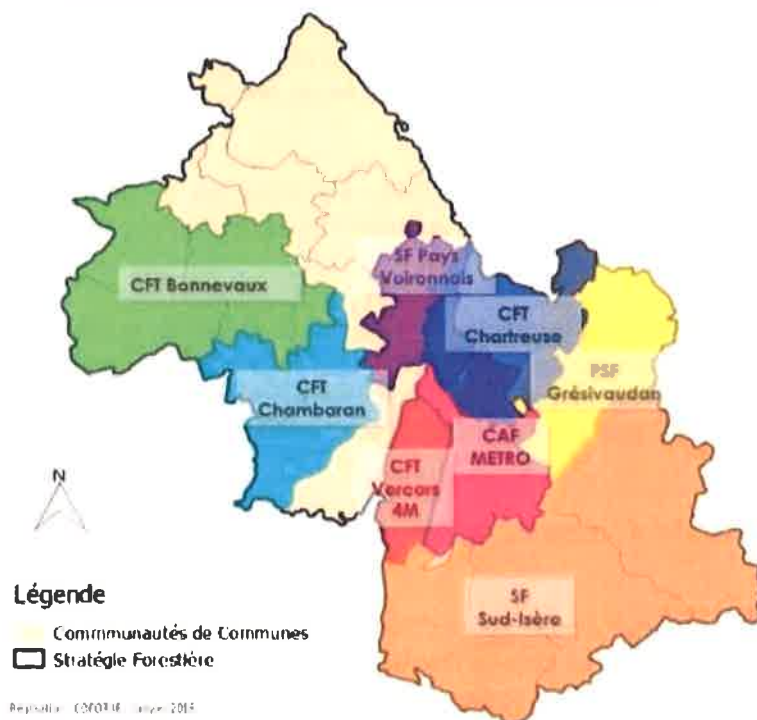 SF Pays
Voironnais
CFT Bonnevaux
CFT
Chartreuse
PSF
Grésivaudan
CFT
Chambaran
CAF
METRO
CFT
Vercors
4M
N
SF
Sud-Isère
Légende
Communautés de Communes
Stratégie Forestière